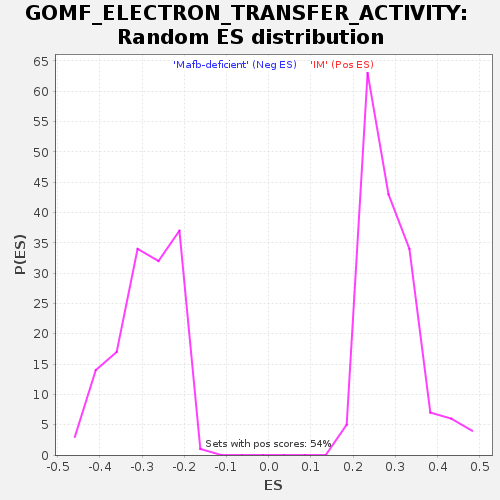 GOMF_ELECTRON_TRANSFER_ACTIVITY:
Random ES distribution
'Mafb-deficient' (Neg ES) 'IM' (Pos ES)
65
60
55
50
45
40
35
30
25
20
15
10
5
0
P(ES)
Sets with pos scores: 54%
-0.5 -0.4 -0.3 -0.2 -0.1 0.0 0.1 0.2 0.3 0.4 0.5
ES